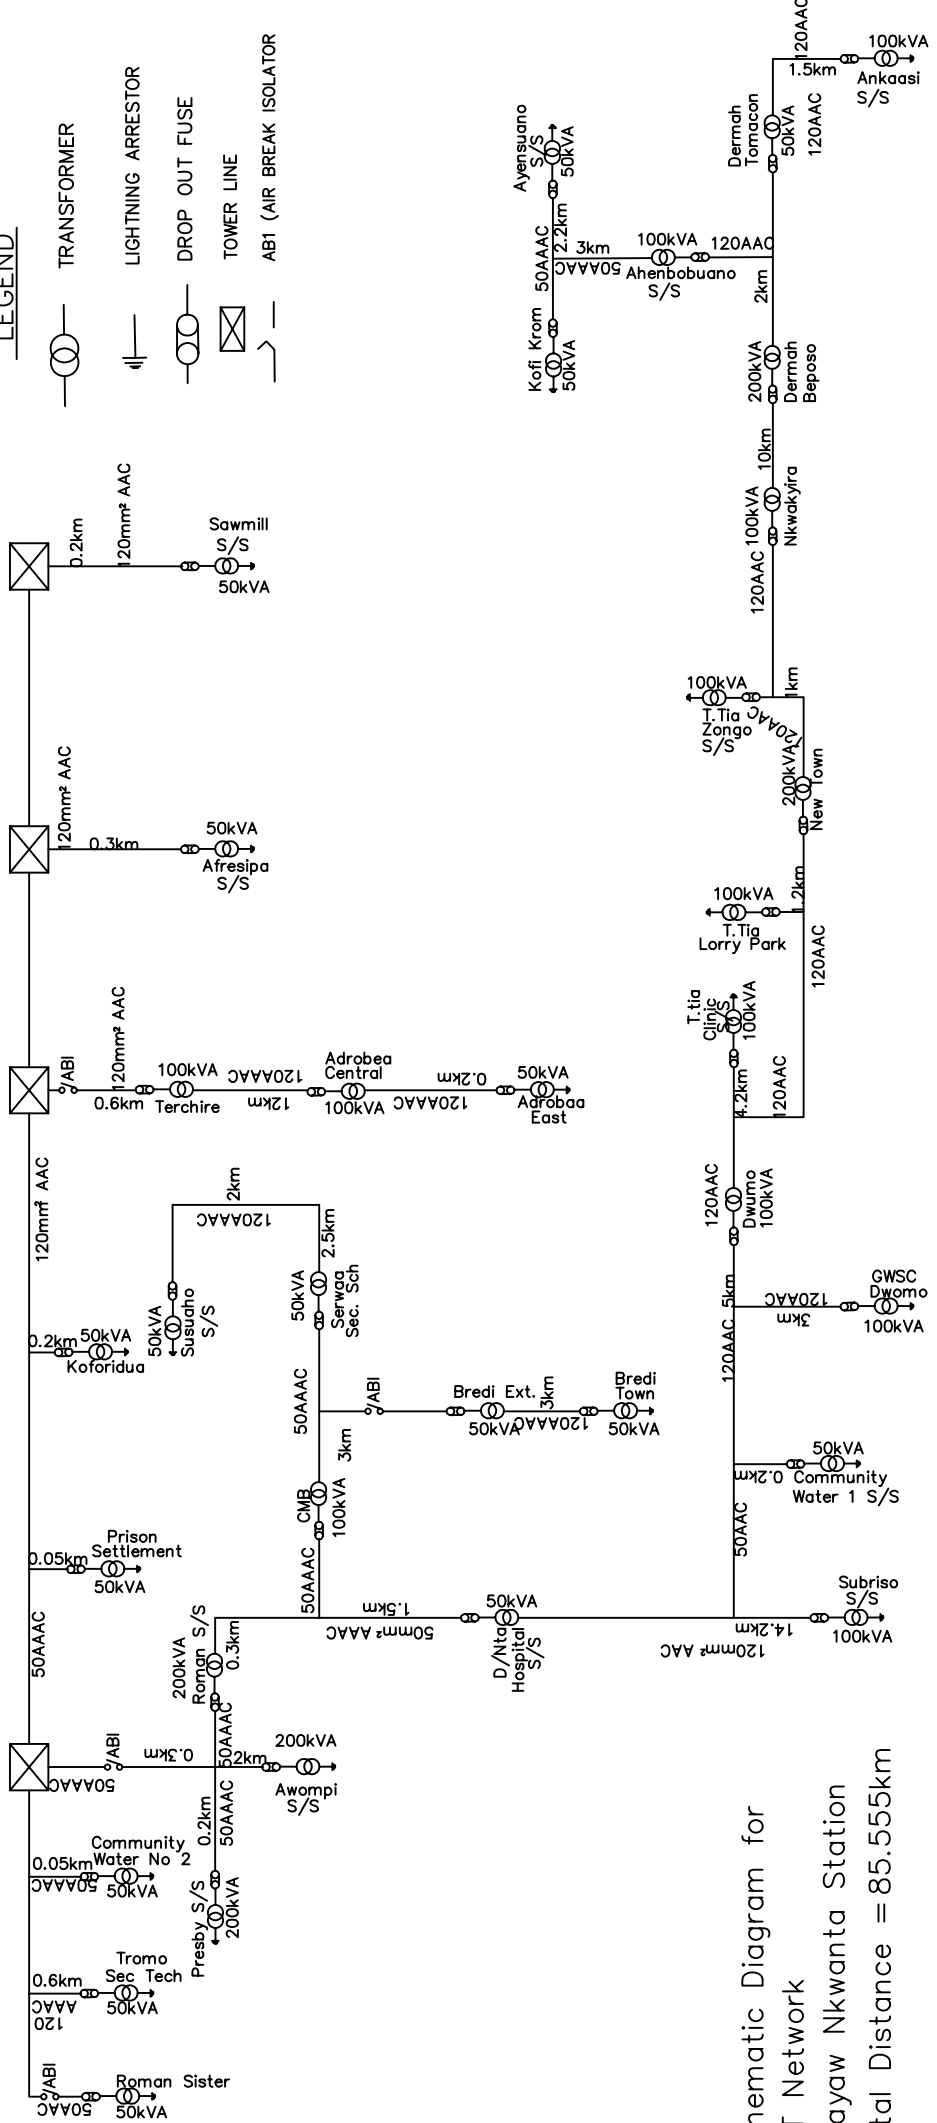 LEGEND
TRANSFORMER
LIGHTNING ARRESTOR
DROP OUT FUSE
TOWER LINE
AB1 (AIR BREAK ISOLATOR
120AAC
1.5km
100kVA
Ankaasi
S/S
Dermah
Tomacon
50kVA
120AAC
Ayensuano
S/S
50kVA
50AAAC
2.2km
3km
50AAAC
100kVA
Ahenbobuano
S/S
120AAC
2km
Kofi Krom
50kVA
200kVA
Dermah
Beposo
10km
100kVA
Nkwakyira
120AAC
0.2km
120mm² AAC
Sawmill
S/S
50kVA
100kVA
T.Tia
Zongo
S/S
120AAC
1km
200kVA
New Town
120mm² AAC
0.3km
50kVA
Afresipa
S/S
100kVA
T.Tia
Lorry Park
1.2km
120AAC
T.tia
Clinic
S/S
100kVA
4.2km
120AAC
ABI
120mm² AAC
0.6km
100kVA
Terchire
120AAAC
12km
Adrobea
Central
100kVA
0.2km
120AAAC
50kVA
Adrobaa
East
120mm² AAC
2km
120AAAC
2.5km
50kVA
Susuaho
S/S
50kVA
Serwaa
Sec. Sch
120AAC
Dwumo
100kVA
5km
120AAC
3km
GWSC
Dwomo
100kVA
120AAC
0.2km
50kVA
Koforidua
50AAAC
ABI
3km
Bredi Ext.
50kVA
3km
120AAAC
Bredi
Town
50kVA
CMB
100kVA
50AAAC
0.2km
50kVA
Community
Water 1 S/S
50AAC
0.05km
Prison
Settlement
50kVA
50AAAC
200kVA
Roman S/S
0.3km
1.5km
50mm² AAAC
50kVA
D/Nta
Hospital
S/S
120mm² AAC
14.2km
Subriso
S/S
100kVA
50AAAC
ABI
0.3km
50AAAC
2km
200kVA
Awompi
S/S
0.2km
50AAAC
Presby S/S
200kVA
0.05km
50AAAC
Community
Water No 2
50kVA
0.6km
120
AAAC
Tromo
Sec Tech
50kVA
ABI
50AAC
Roman Sister
50kVA
Diagram for
Network
Nkwanta Station
Distance =85.555km